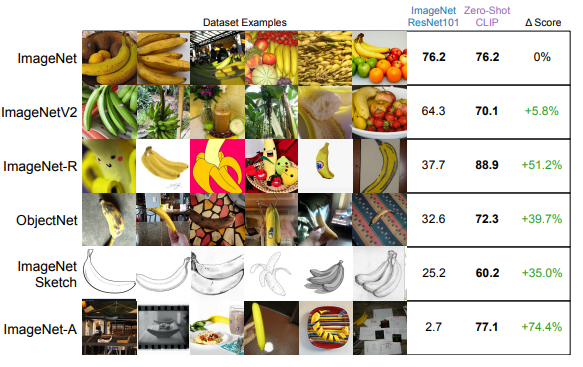 Dataset Examples
ImageNet
ResNet101
Zero-Shot
CLIP
Δ Score
ImageNet
76.2
76.2
0%
ImageNetV2
64.3
70.1
+5.8%
ImageNet-R
37.7
88.9
+51.2%
ObjectNet
32.6
72.3
+39.7%
ImageNet
Sketch
25.2
60.2
+35.0%
ImageNet-A
2.7
77.1
+74.4%